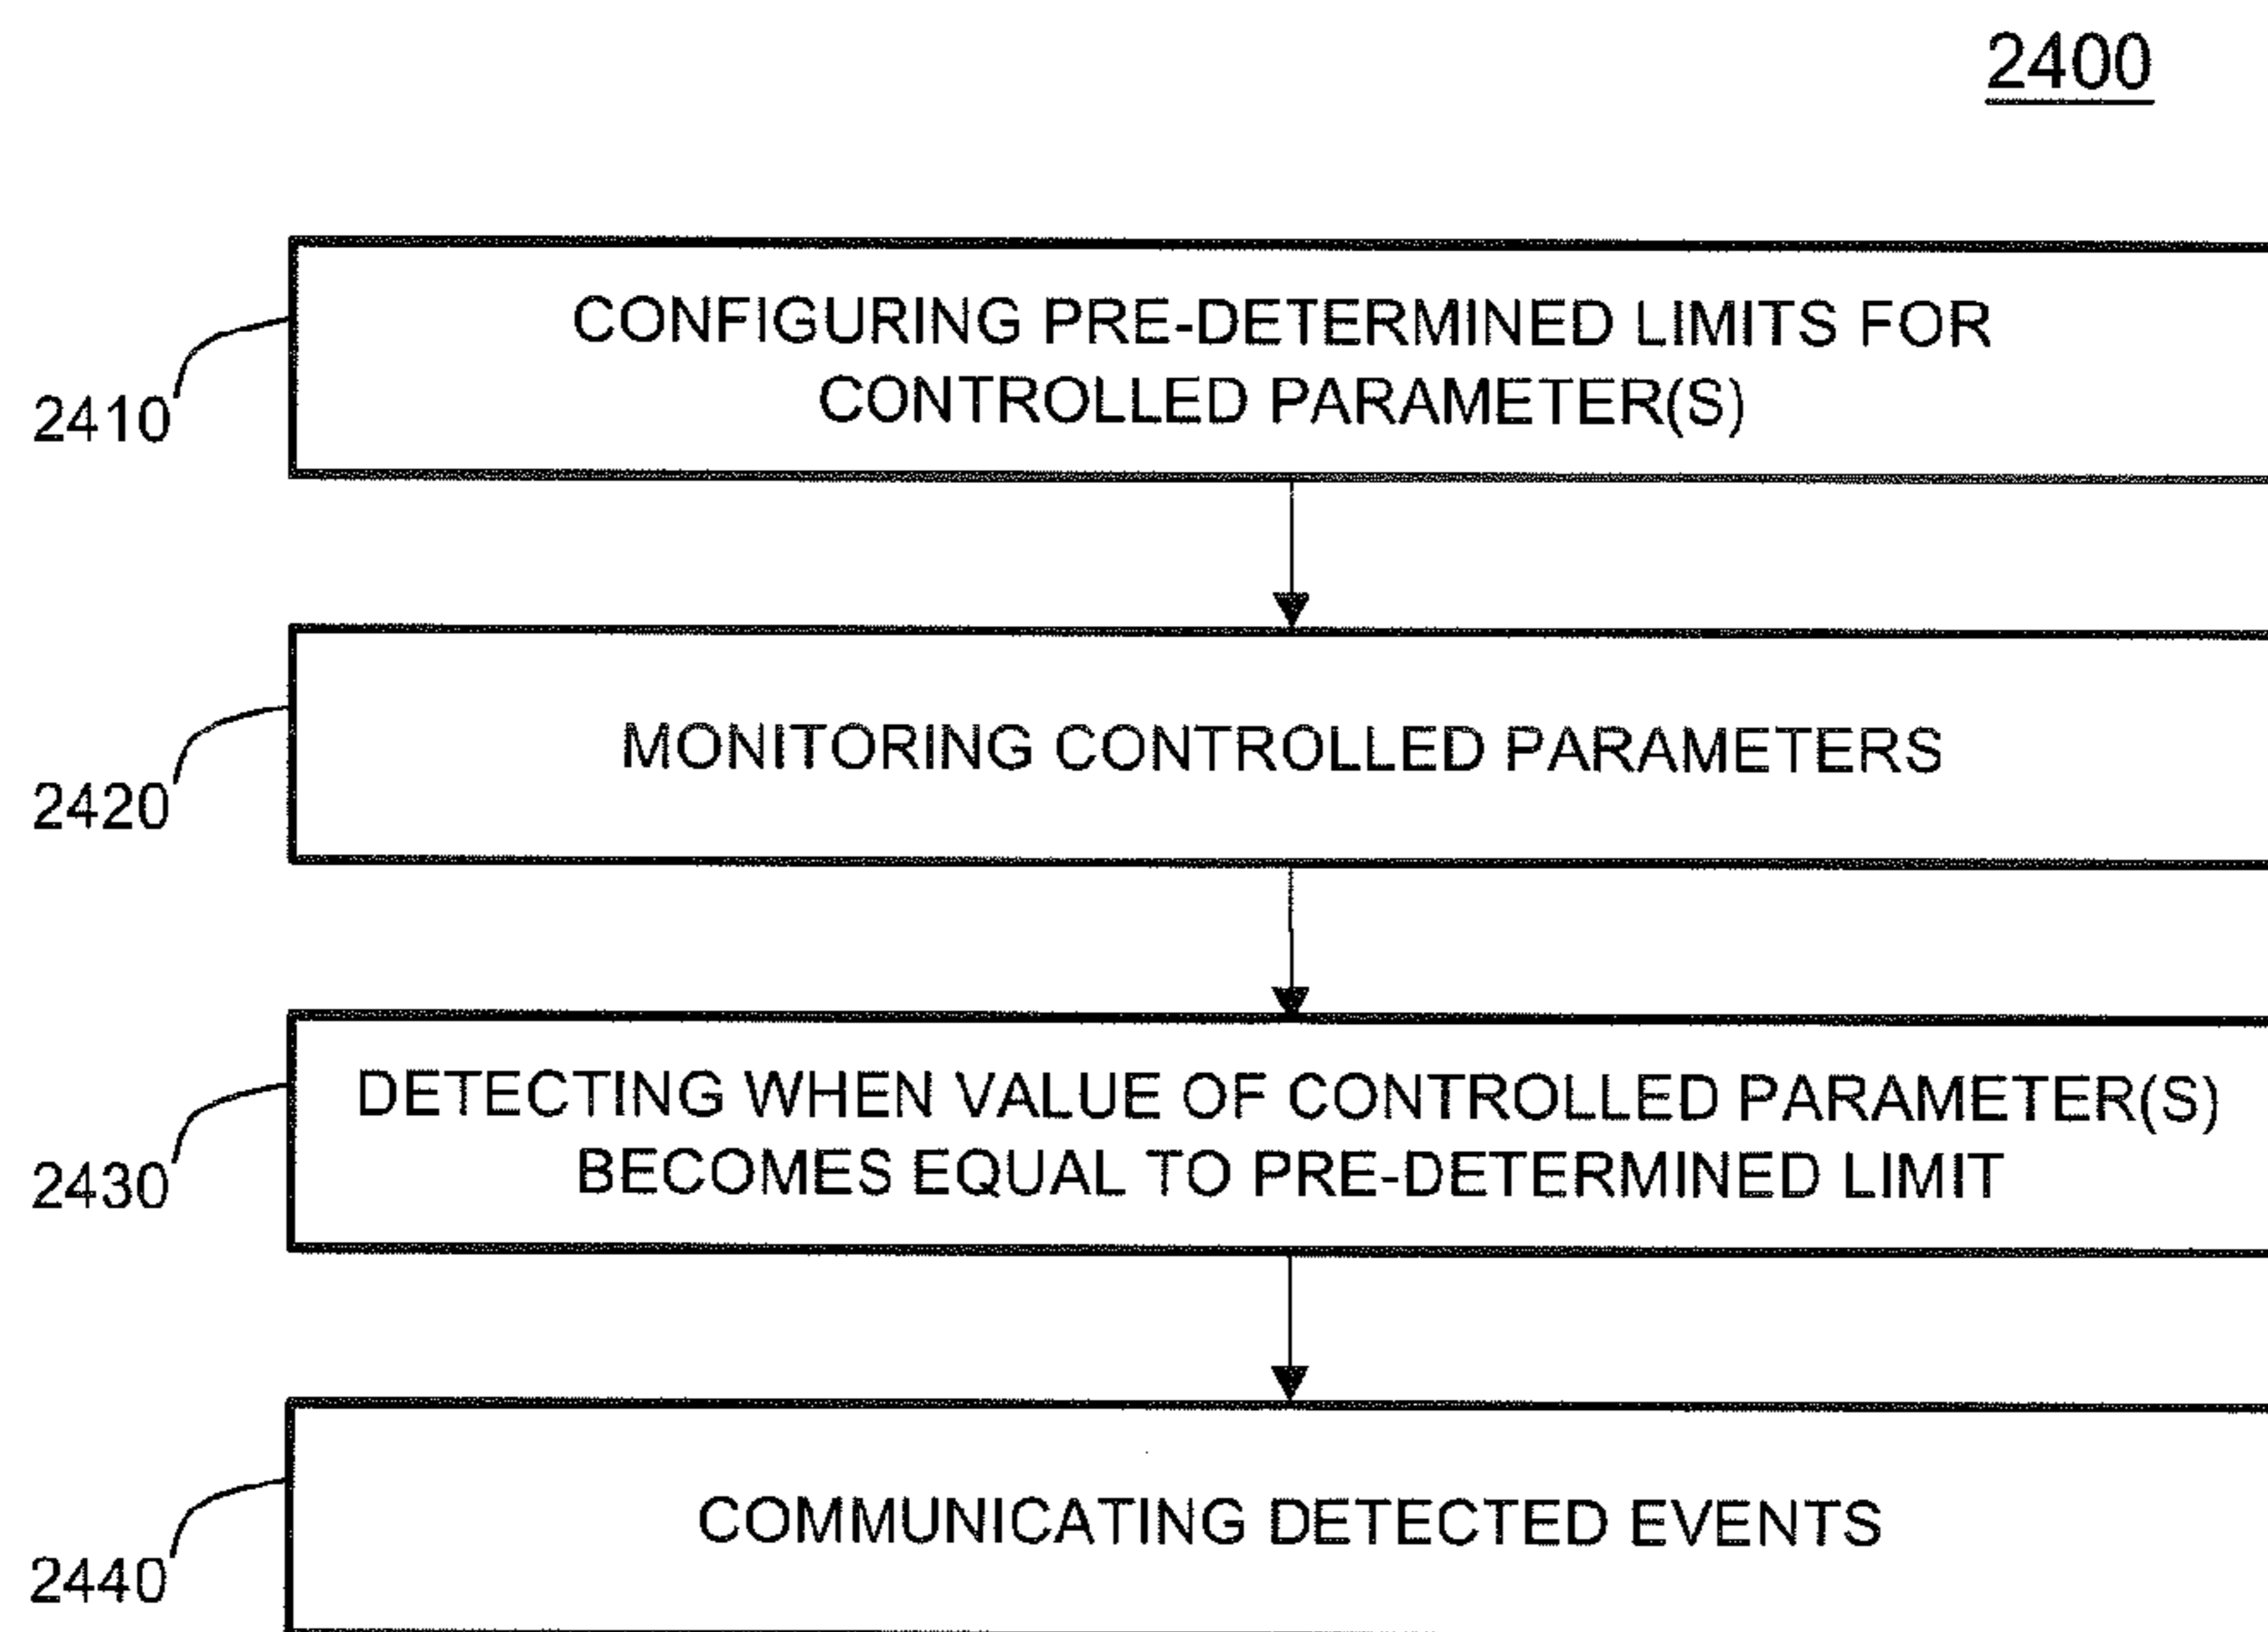 2400
CONFIGURING PRE-DETERMINED LIMITS FOR
CONTROLLED PARAMETER(S)
2410
MONITORING CONTROLLED PARAMETERS
2420
DETECTING WHEN VALUE OF CONTROLLED PARAMETER(S)
BECOMES EQUAL TO PRE-DETERMINED LIMIT
2430
COMMUNICATING DETECTED EVENTS
2440